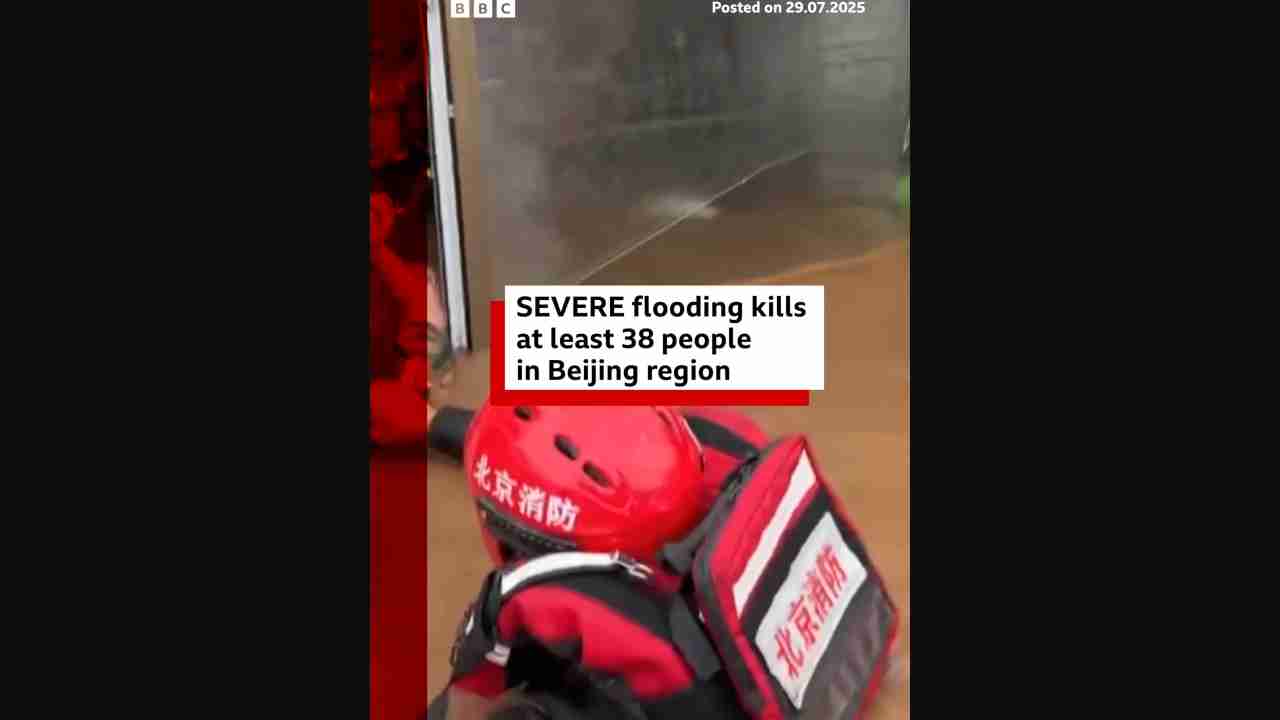 BBC
Posted on 29.07.2025
SEVERE flooding kills
at least 38 people
in Beijing region
北京消防
北京消防